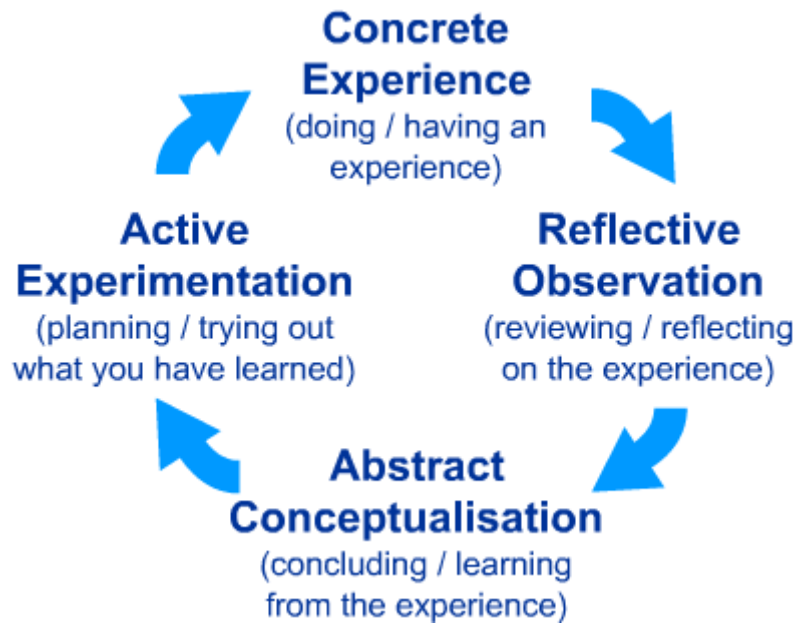 Concrete
Experience
(doing / having an
experience)
Active
Experimentation
(planning / trying out
what you have learned)
Reflective
Observation
(reviewing / reflecting
on the experience)
Abstract
Conceptualisation
(concluding / learning
from the experience)